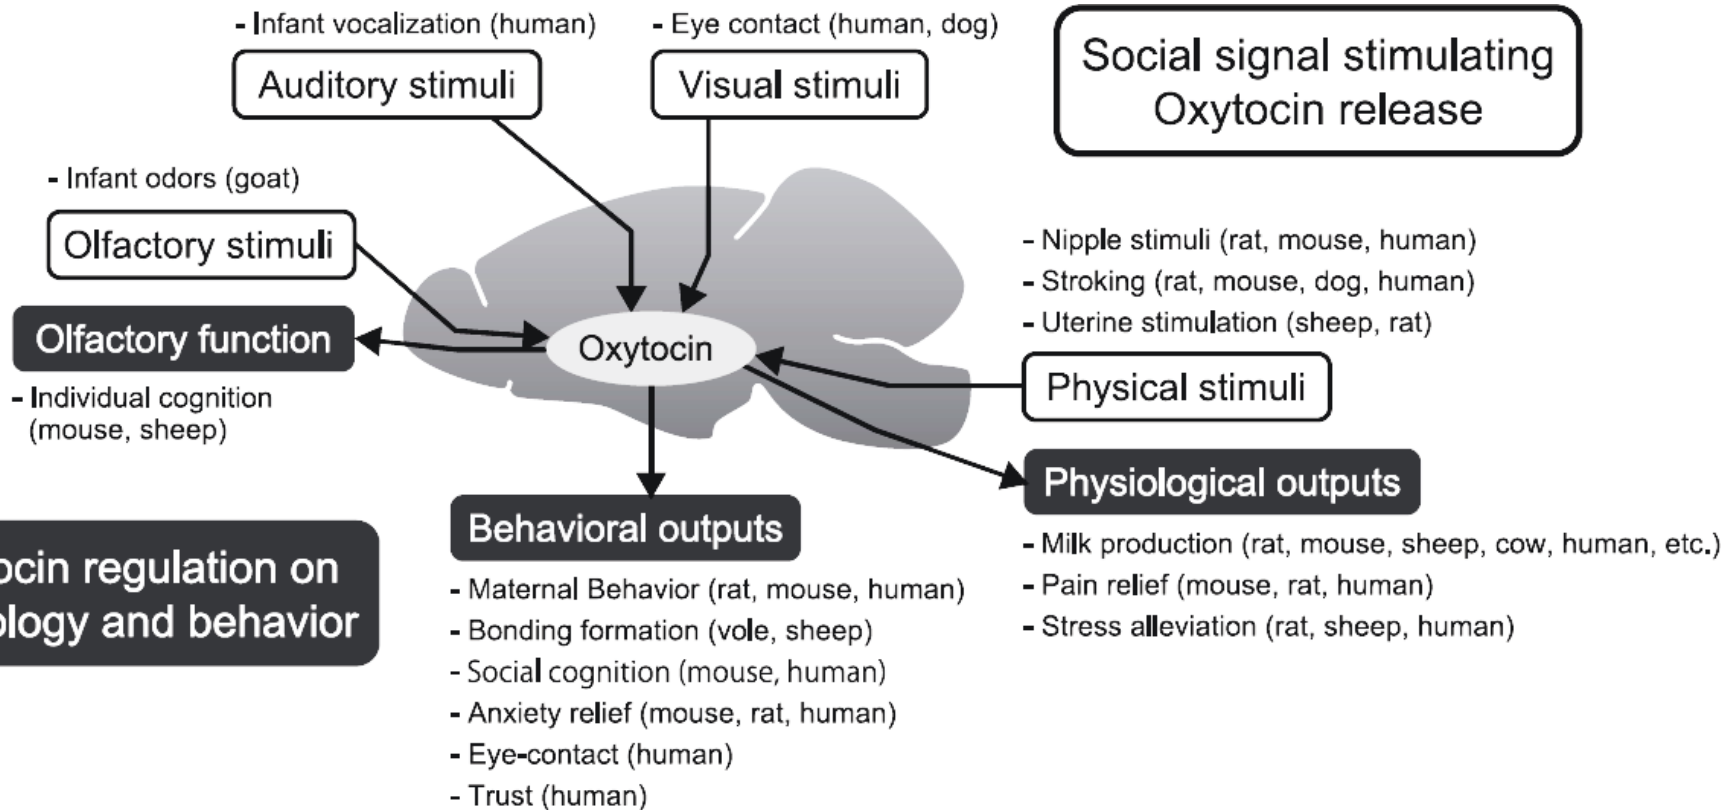 - Infant vocalization (human)
Auditory stimuli
- Eye contact (human, dog)
Visual stimuli
Social signal stimulating
Oxytocin release
- Infant odors (goat)
Olfactory stimuli
Olfactory function
- Individual cognition
(mouse, sheep)
Oxytocin
- Nipple stimuli (rat, mouse, human)
- Stroking (rat, mouse, dog, human)
- Uterine stimulation (sheep, rat)
Physical stimuli
Physiological outputs
- Milk production (rat, mouse, sheep, cow, human, etc.)
- Pain relief (mouse, rat, human)
- Stress alleviation (rat, sheep, human)
Behavioral outputs
- Maternal Behavior (rat, mouse, human)
- Bonding formation (vole, sheep)
- Social cognition (mouse, human)
- Anxiety relief (mouse, rat, human)
- Eye-contact (human)
- Trust (human)
regulation on
and behavior